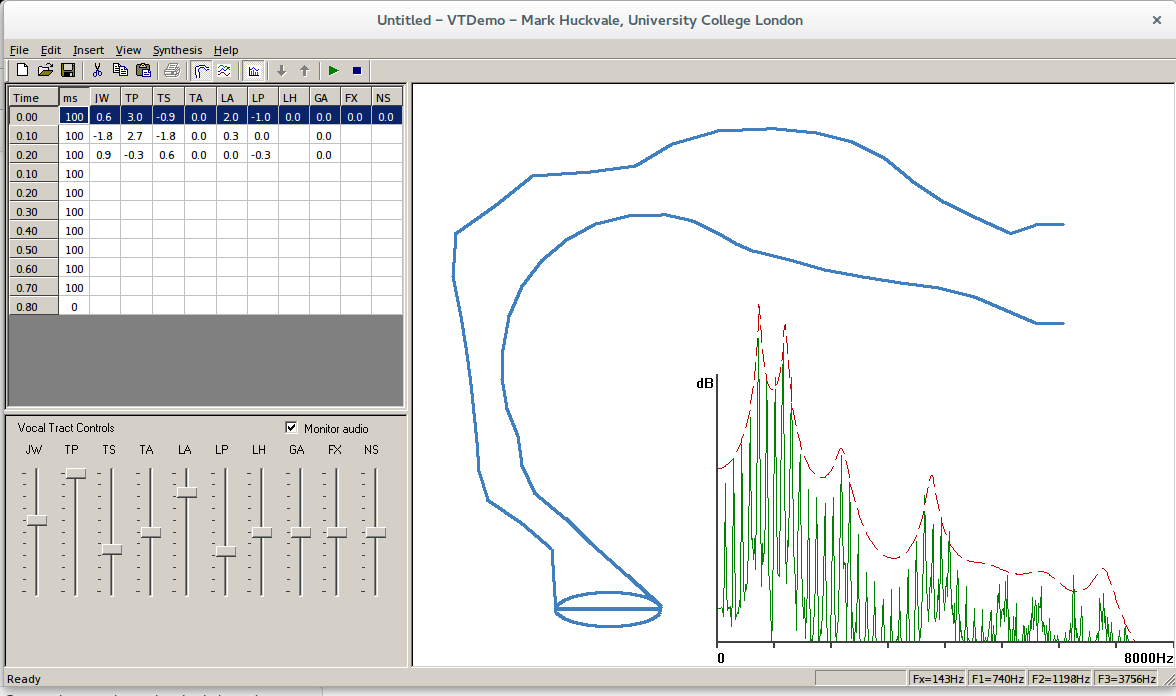 Untitled – VTDemo – Mark Huckvale, University College London
File Edit Insert View Synthesis Help
Time ms JW TP TS TA LA LP LH GA FX NS
0.00 100 0.6 3.0 -0.9 0.0 2.0 -1.0 0.0 0.0 0.0 0.0
0.10 100 -1.8 2.7 -1.8 0.0 0.3 0.0 0.0
0.20 100 0.9 -0.3 0.6 0.0 0.0 -0.3 0.0
0.10 100
0.20 100
0.30 100
0.40 100
0.50 100
0.60 100
0.70 100
0.80 0
Vocal Tract Controls Monitor audio
JW TP TS TA LA LP LH GA FX NS
dB
0 8000Hz
Ready Fx=143Hz F1=740Hz F2=1198Hz F3=3756Hz